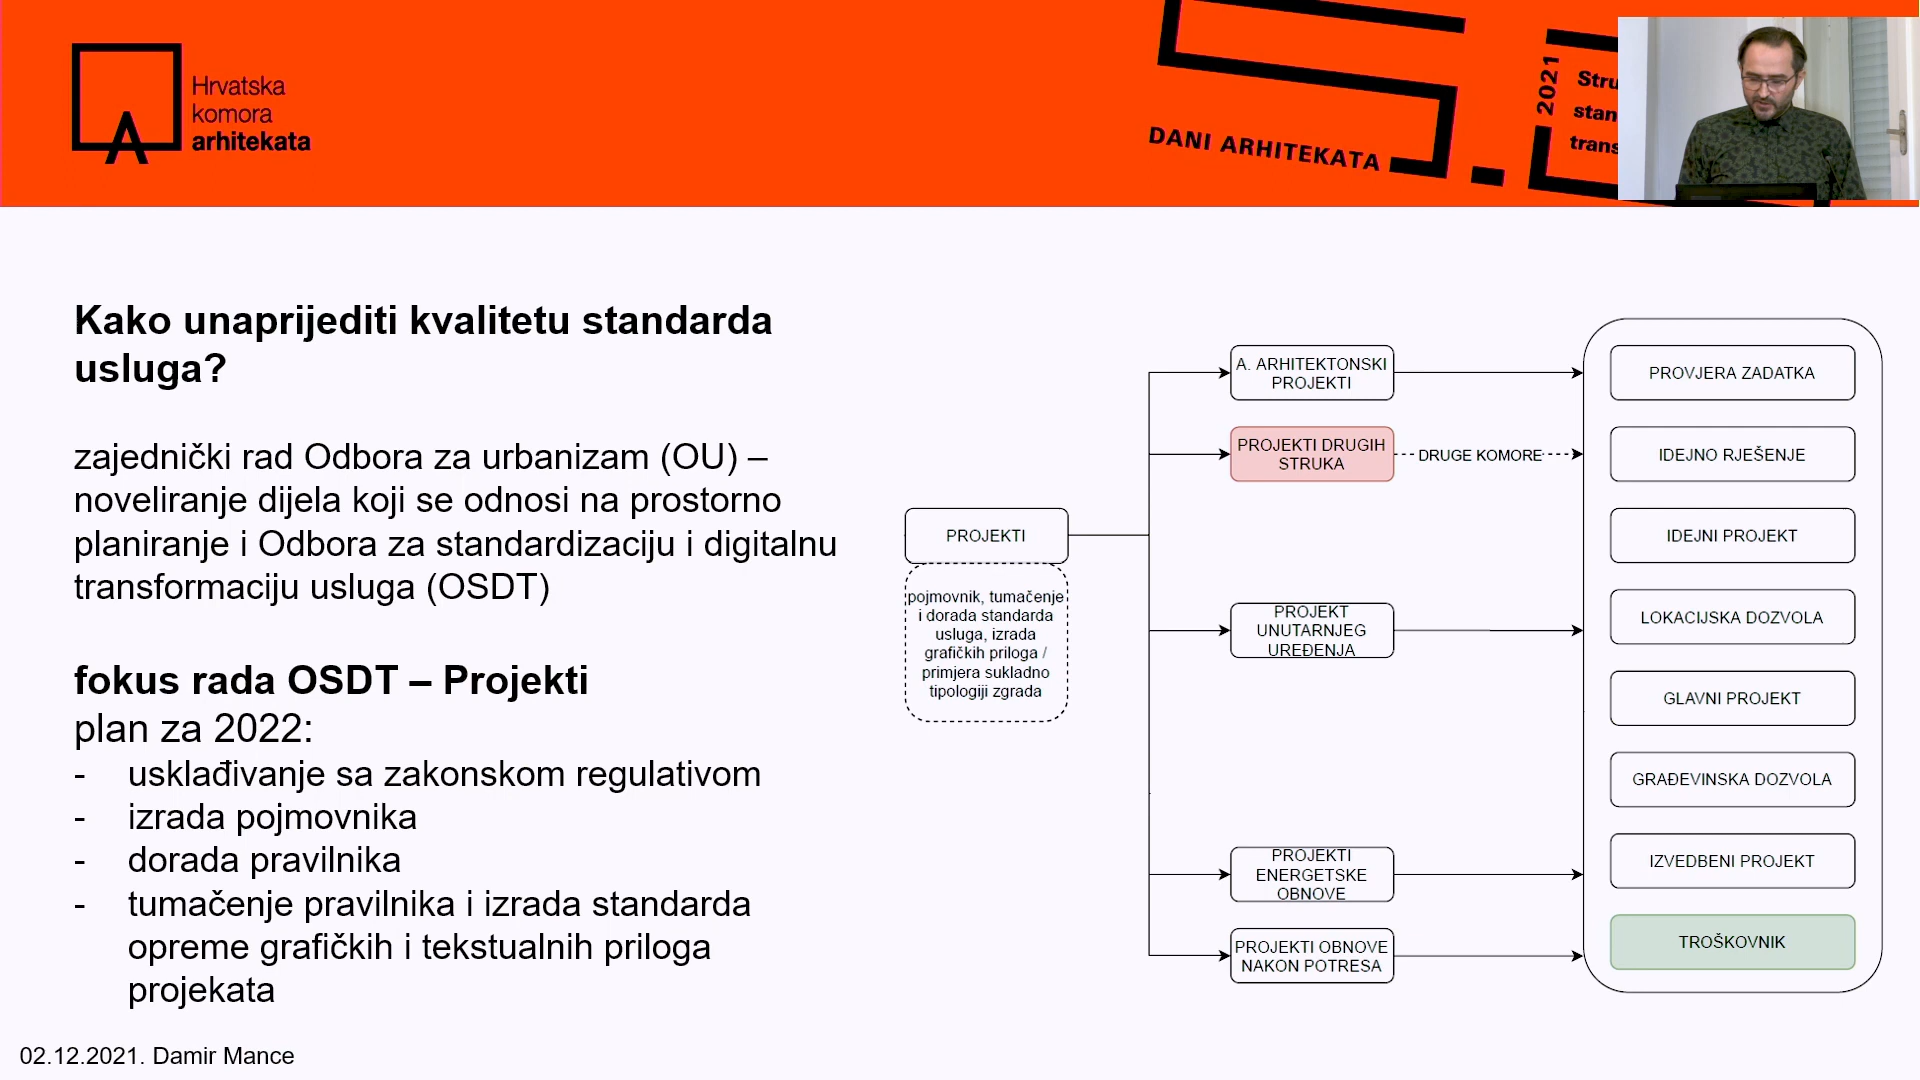 Hrvatska
komora
arhitekata
DANI ARHITEKATA
2021
Kako unaprijediti kvalitetu standarda
usluga?
zajednički rad Odbora za urbanizam (OU) –
noveliranje dijela koji se odnosi na prostorno
planiranje i Odbora za standardizaciju i digitalnu
transformaciju usluga (OSDT)
fokus rada OSDT – Projekti
plan za 2022:
- usklađivanje sa zakonskom regulativom
- izrada pojmovnika
- dorada pravilnika
- tumačenje pravilnika i izrada standarda
opreme grafičkih i tekstualnih priloga
projekata
02.12.2021. Damir Mance
PROJEKTI
pojmovnik, tumačenje
i dorada standarda
usluga, izrada
grafičkih priloga /
primjera sukladno
tipologiji zgrada
A. ARHITEKTONSKI
PROJEKTI
PROJEKTI DRUGIH
STRUKA
DRUGE KOMORE
PROJEKT
UNUTARNJEG
UREĐENJA
PROJEKTI
ENERGETSKE
OBNOVE
PROJEKTI OBNOVE
NAKON POTRESA
PROVJERA ZADATKA
IDEJNO RJEŠENJE
IDEJNI PROJEKT
LOKACIJSKA DOZVOLA
GLAVNI PROJEKT
GRAĐEVINSKA DOZVOLA
IZVEDBENI PROJEKT
TROŠKOVNIK